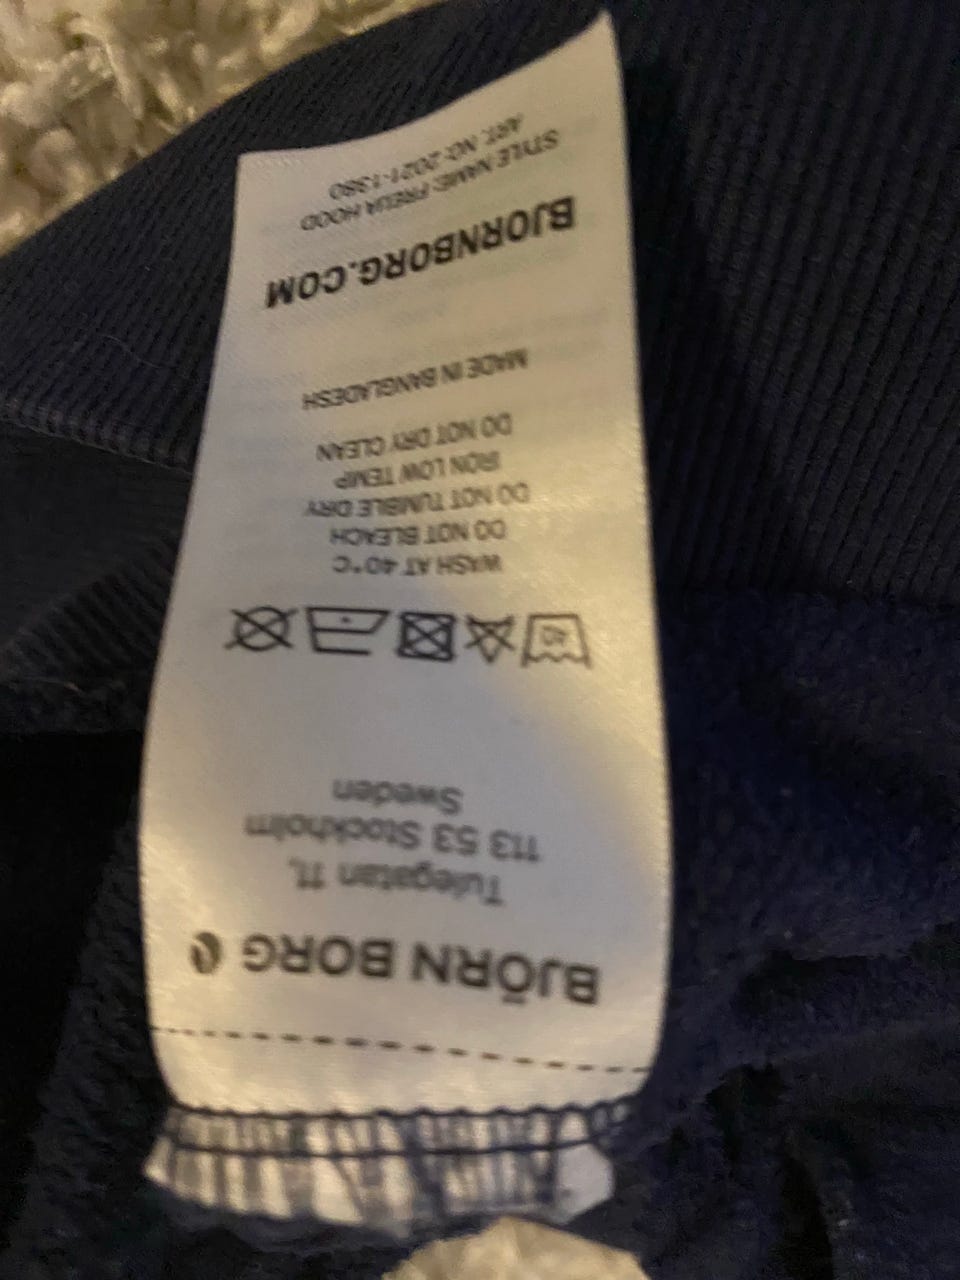 BJÖRN BORG
Tulegatan 11,
113 53 Stockholm
Sweden
40
WASH AT 40°C
DO NOT BLEACH
DO NOT TUMBLE DRY
IRON LOW TEMP
DO NOT DRY CLEAN
MADE IN BANGLADESH
BJORNBORG.COM
STYLE NAME: FREIJA HOOD
ART. NO: 2021-1380